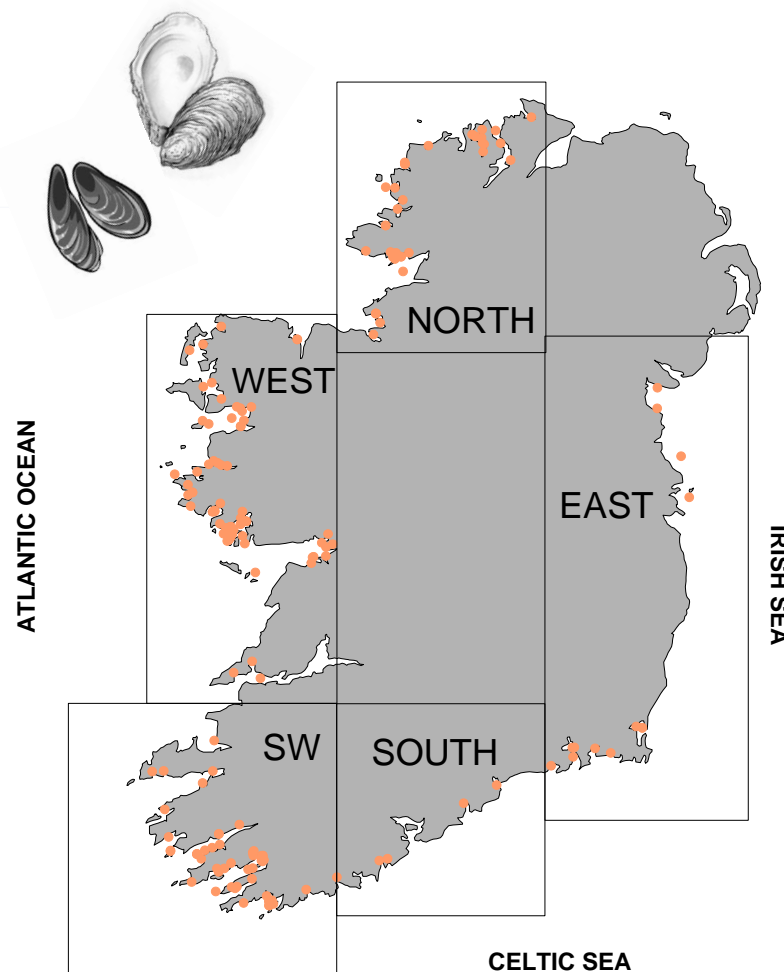 NORTH
WEST
ATLANTIC OCEAN
EAST
IRISH SEA
SW
SOUTH
CELTIC SEA